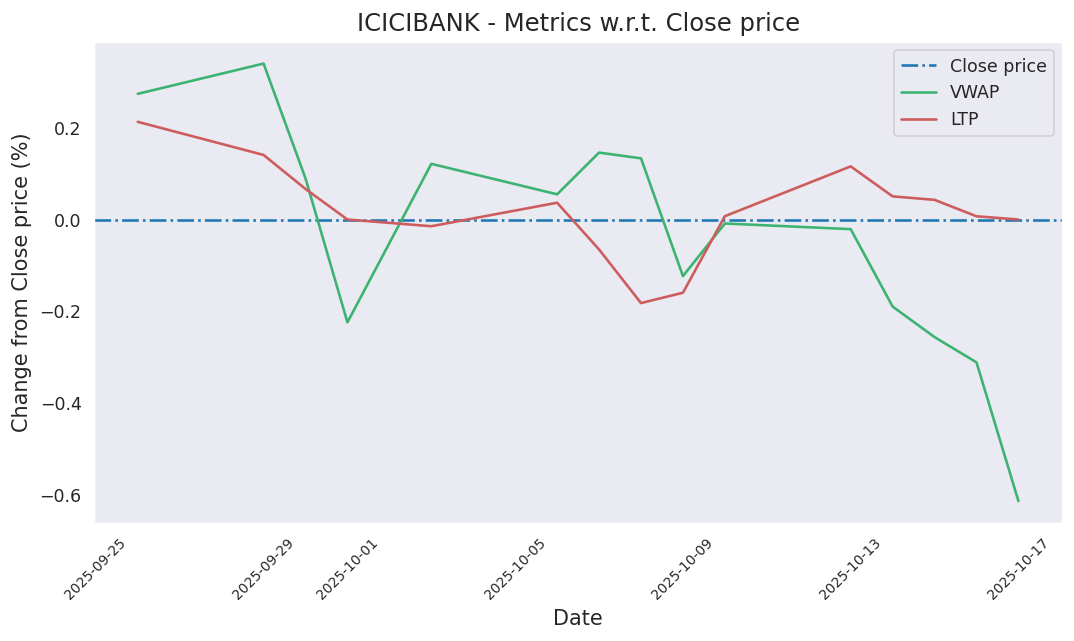 ICICIBANK - Metrics w.r.t. Close price
Close price
VWAP
LTP
Change from Close price (%)
0.2
0.0
−0.2
−0.4
−0.6
2025-09-25
2025-09-29
2025-10-01
2025-10-05
2025-10-09
2025-10-13
2025-10-17
Date